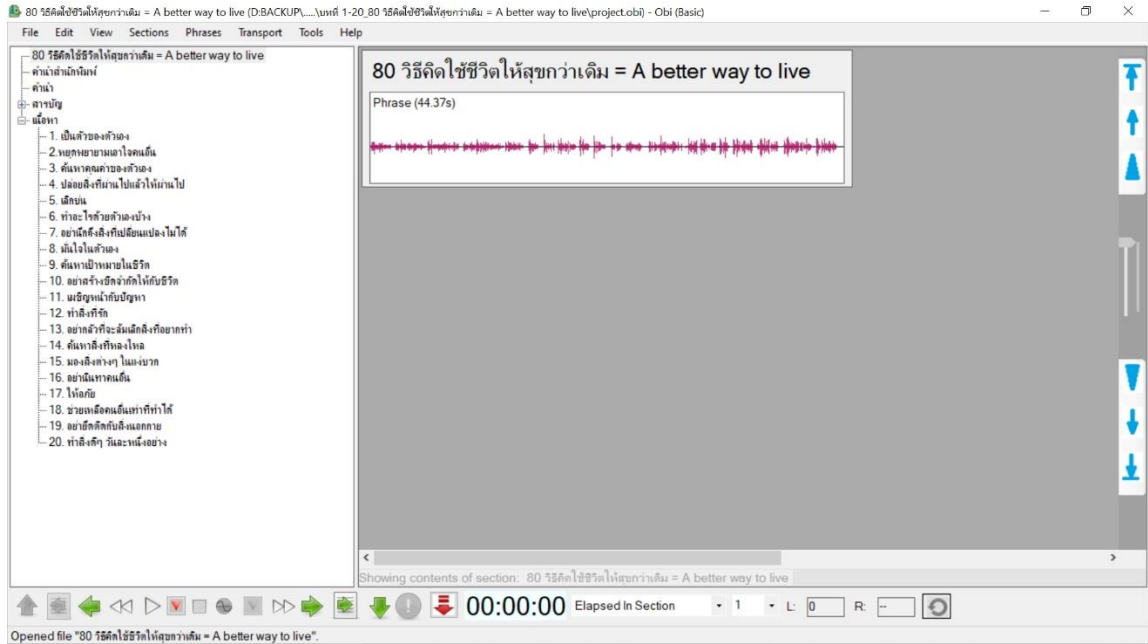 80 วิธีคิดใช้ชีวิตให้สุขกว่าเดิม = A better way to live (D:BACKUP\.....\บทที่ 1-20_80 วิธีคิดใช้ชีวิตให้สุขกว่าเดิม = A better way to live\project.obi) - Obi (Basic)
File Edit View Sections Phrases Transport Tools Help
80 วิธีคิดใช้ชีวิตให้สุขกว่าเดิม = A better way to live
คำนำสำนักพิมพ์
คำนำ
สารบัญ
เนื้อหา
1. เป็นตัวของตัวเอง
2.หยุดพยายามเอาใจคนอื่น
3. ค้นหาคุณค่าของตัวเอง
4. ปล่อยสิ่งที่ผ่านไปแล้วให้ผ่านไป
5. เลิกบ่น
6. ทำอะไรด้วยตัวเองบ้าง
7. อย่านึกถึงสิ่งที่เปลี่ยนแปลงไม่ได้
8. มั่นใจในตัวเอง
9. ค้นหาเป้าหมายในชีวิต
10. อย่าสร้างขีดจำกัดให้กับชีวิต
11. เผชิญหน้ากับปัญหา
12. ทำสิ่งที่รัก
13. อย่ากลัวที่จะล้มเลิกสิ่งที่อยากทำ
14. ค้นหาสิ่งที่หลงใหล
15. มองสิ่งต่างๆ ในแง่บวก
16. อย่านินทาคนอื่น
17. ให้อภัย
18. ช่วยเหลือคนอื่นเท่าที่ทำได้
19. อย่ายึดติดกับสิ่งนอกกาย
20. ทำสิ่งดีๆ วันละหนึ่งอย่าง
80 วิธีคิดใช้ชีวิตให้สุขกว่าเดิม = A better way to live
Phrase (44.37s)
Showing contents of section: 80 วิธีคิดใช้ชีวิตให้สุขกว่าเดิม = A better way to live
00:00:00 Elapsed In Section 1 L: 0 R: --
Opened file "80 วิธีคิดใช้ชีวิตให้สุขกว่าเดิม = A better way to live".